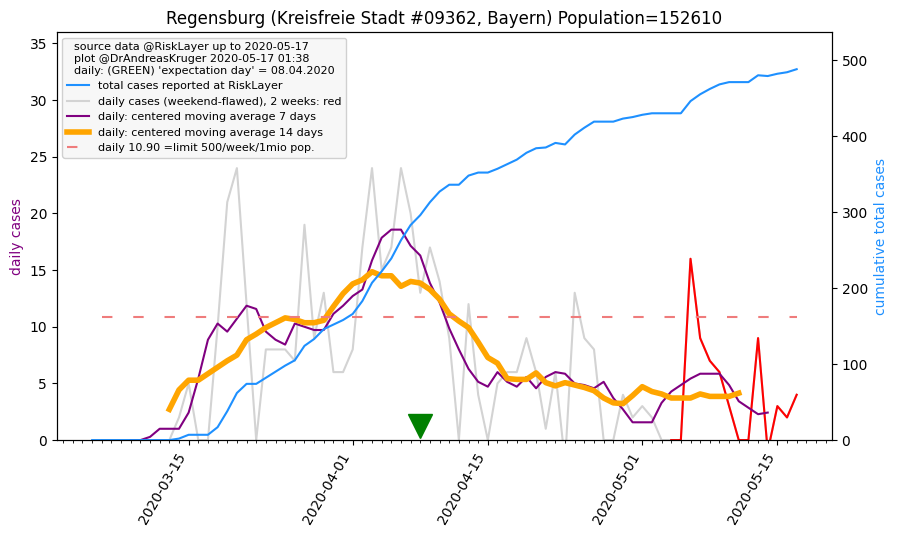 Regensburg (Kreisfreie Stadt #09362, Bayern) Population=152610
source data @RiskLayer up to 2020-05-17
plot @DrAndreasKruger 2020-05-17 01:38
daily: (GREEN) 'expectation day' = 08.04.2020
total cases reported at RiskLayer
daily cases (weekend-flawed), 2 weeks: red
daily: centered moving average 7 days
daily: centered moving average 14 days
daily 10.90 =limit 500/week/1mio pop.
daily cases
35
30
25
20
15
10
5
0
cumulative total cases
500
400
300
200
100
0
2020-03-15
2020-04-01
2020-04-15
2020-05-01
2020-05-15